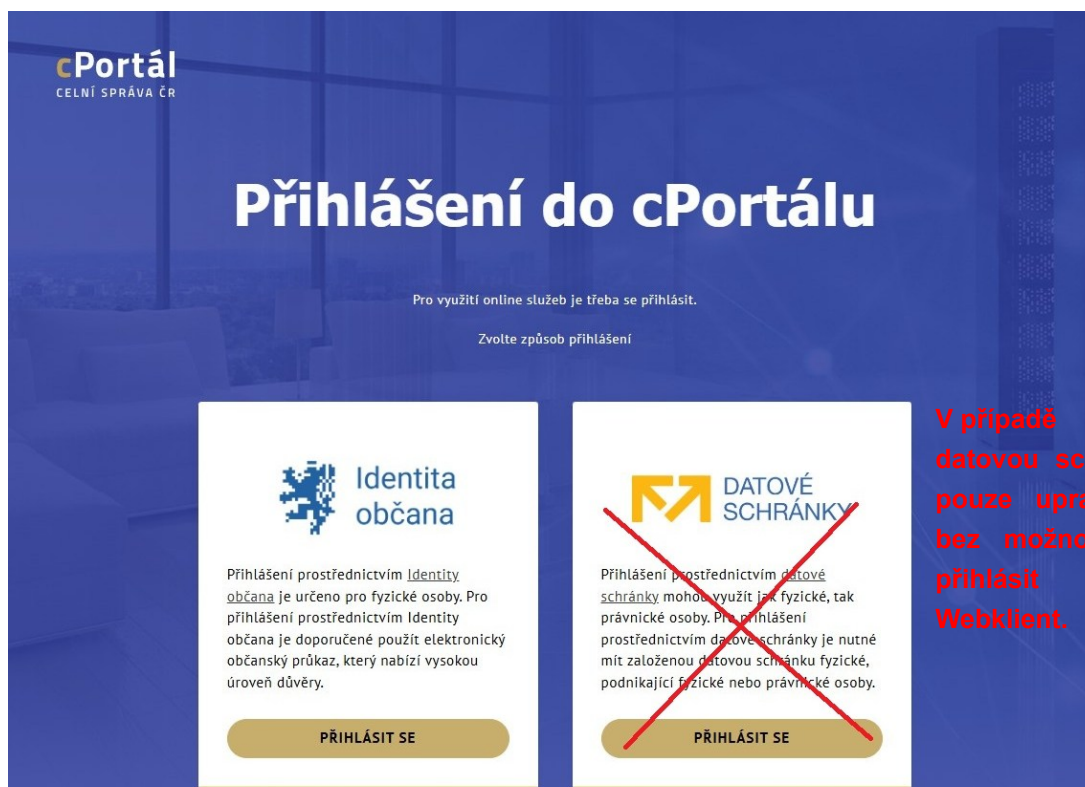 cPortál
CELNÍ SPRÁVA ČR
Přihlášení do cPortálu
Pro využití online služeb je třeba se přihlásit.
Zvolte způsob přihlášení
Identita
občana
Přihlášení prostřednictvím Identity
občana je určeno pro fyzické osoby. Pro
přihlášení prostřednictvím Identity
občana je doporučené použít elektronický
občanský průkaz, který nabízí vysokou
úroveň důvěry.
PŘIHLÁSIT SE
DATOVÉ
SCHRÁNKY
Přihlášení prostřednictvím datové
schránky mohou využít jak fyzické, tak
právnické osoby. Pro přihlášení
prostřednictvím datové schránky je nutné
mít založenou datovou schránku fyzické,
podnikající fyzické nebo právnické osoby.
PŘIHLÁSIT SE
V případě
datovou
pouze
bez
přihlásit
Webklient.